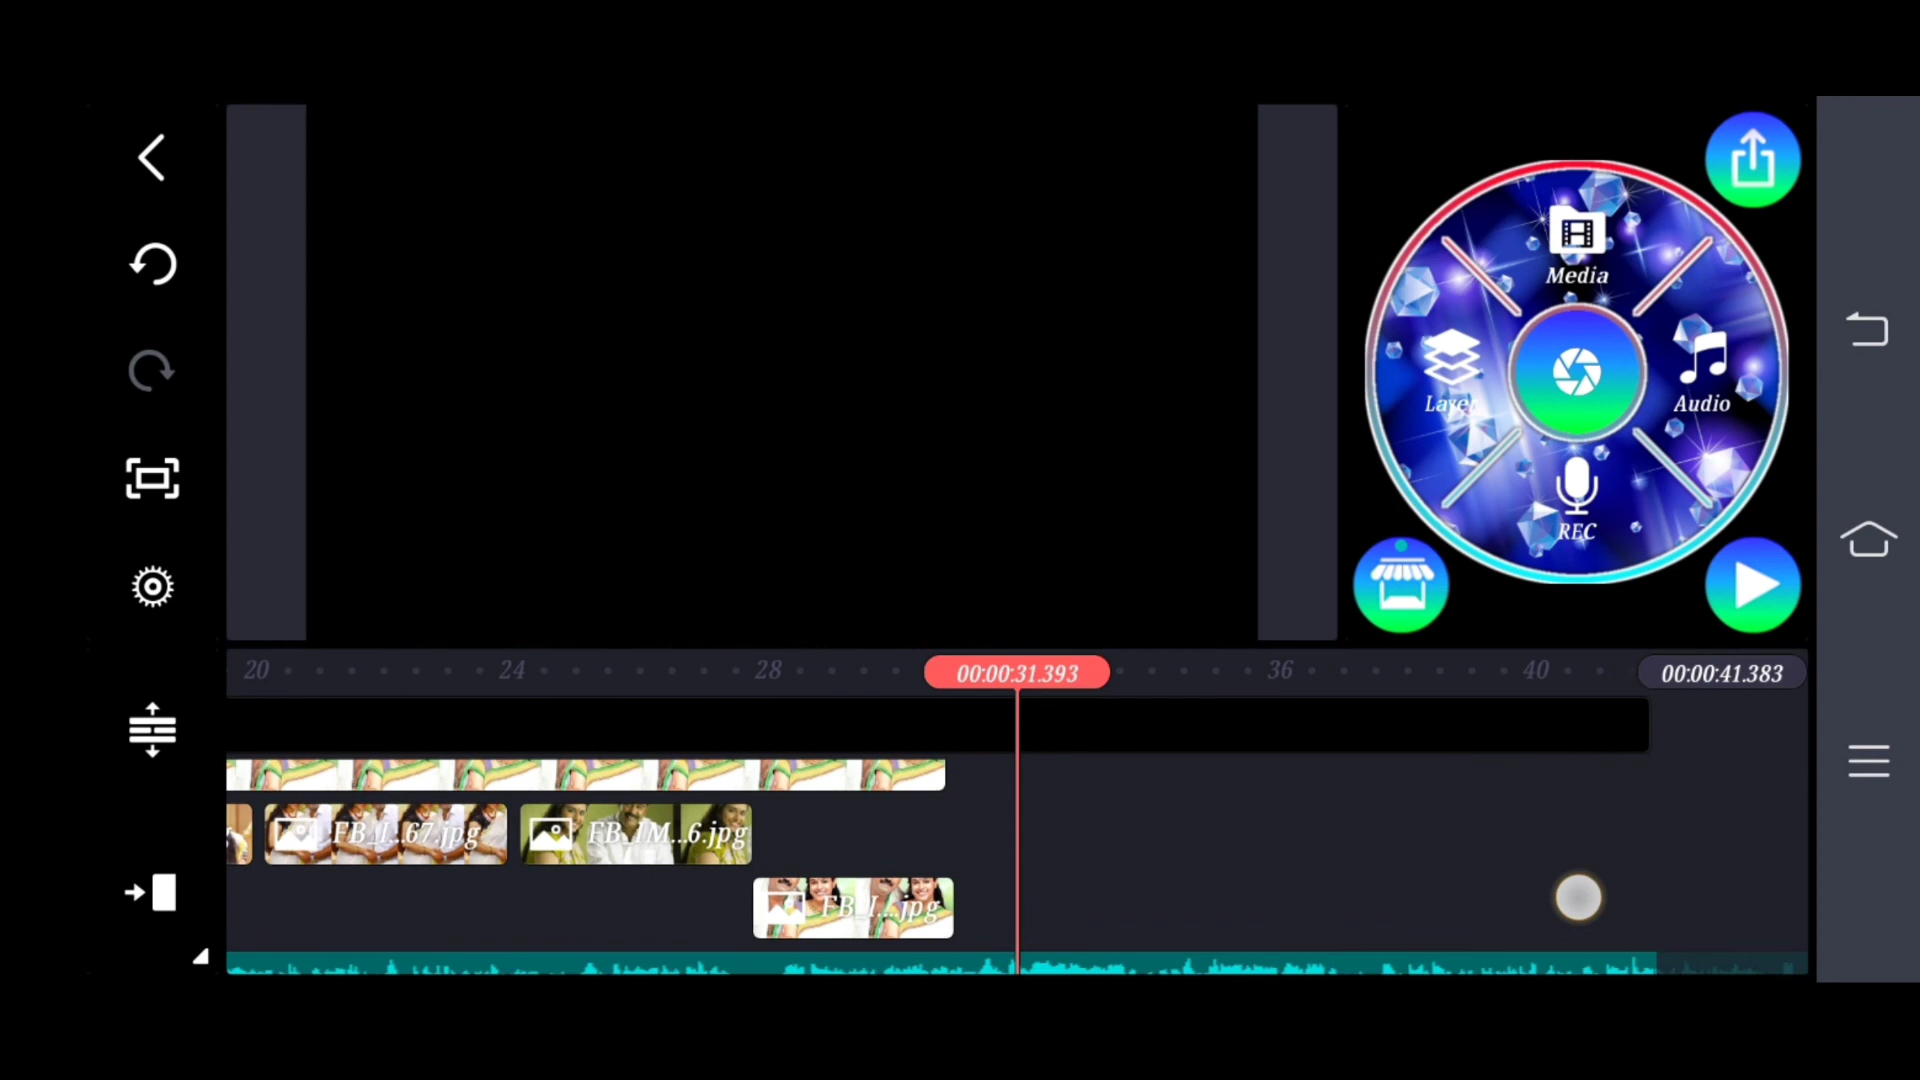 Media
Layer
Audio
REC
20
24
28
00:00:31.393
36
40
00:00:41.383
FB_I...67.jpg
FB_IM...6.jpg
FB_I....jpg